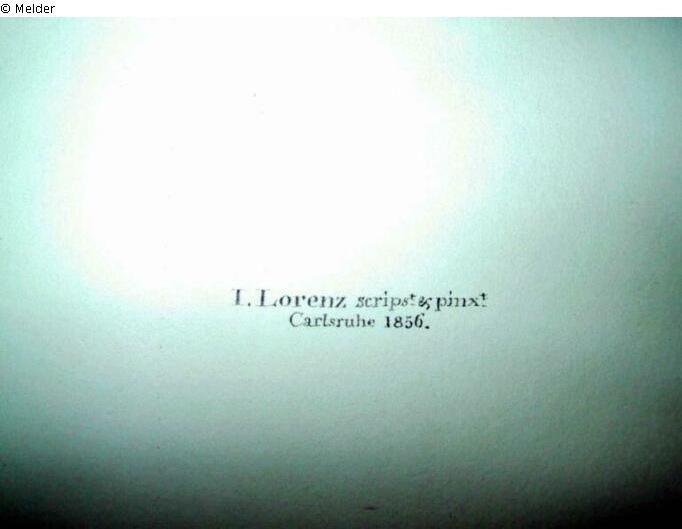 © Melder
I. Lorenz scripsᵗ & pinxᵗ
Carlsruhe 1856.